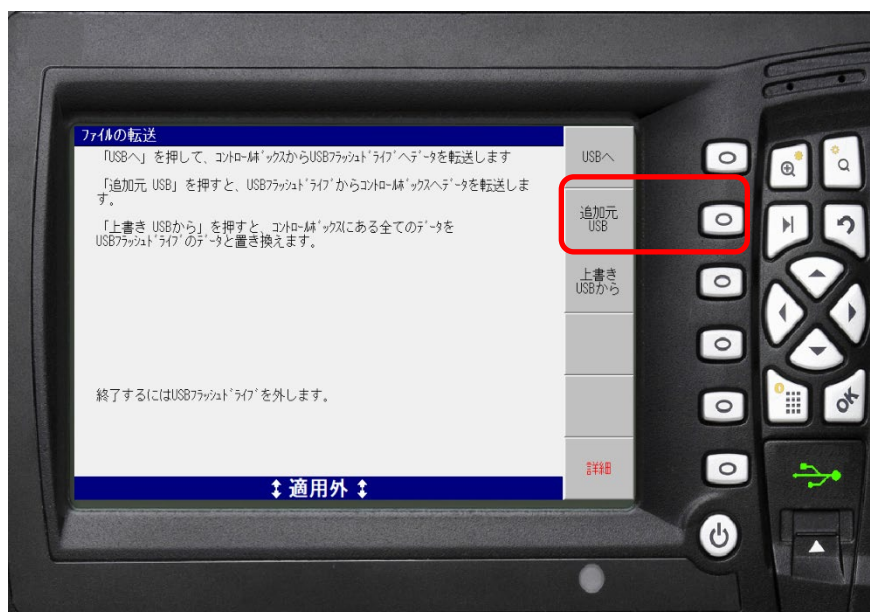 ﾌｧｲﾙの転送
「USBへ」を押して、ｺﾝﾄﾛｰﾙﾎﾞｯｸｽからUSBﾌﾗｯｼｭﾄﾞﾗｲﾌﾞへﾃﾞｰﾀを転送します
「追加元 USB」を押すと、USBﾌﾗｯｼｭﾄﾞﾗｲﾌﾞからｺﾝﾄﾛｰﾙﾎﾞｯｸｽへﾃﾞｰﾀを転送しま
す。
「上書き USBから」を押すと、ｺﾝﾄﾛｰﾙﾎﾞｯｸｽにある全てのﾃﾞｰﾀを
USBﾌﾗｯｼｭﾄﾞﾗｲﾌﾞのﾃﾞｰﾀと置き換えます。
終了するにはUSBﾌﾗｯｼｭﾄﾞﾗｲﾌﾞを外します。
適用外
USBへ
追加元
USB
上書き
USBから
詳細
OK